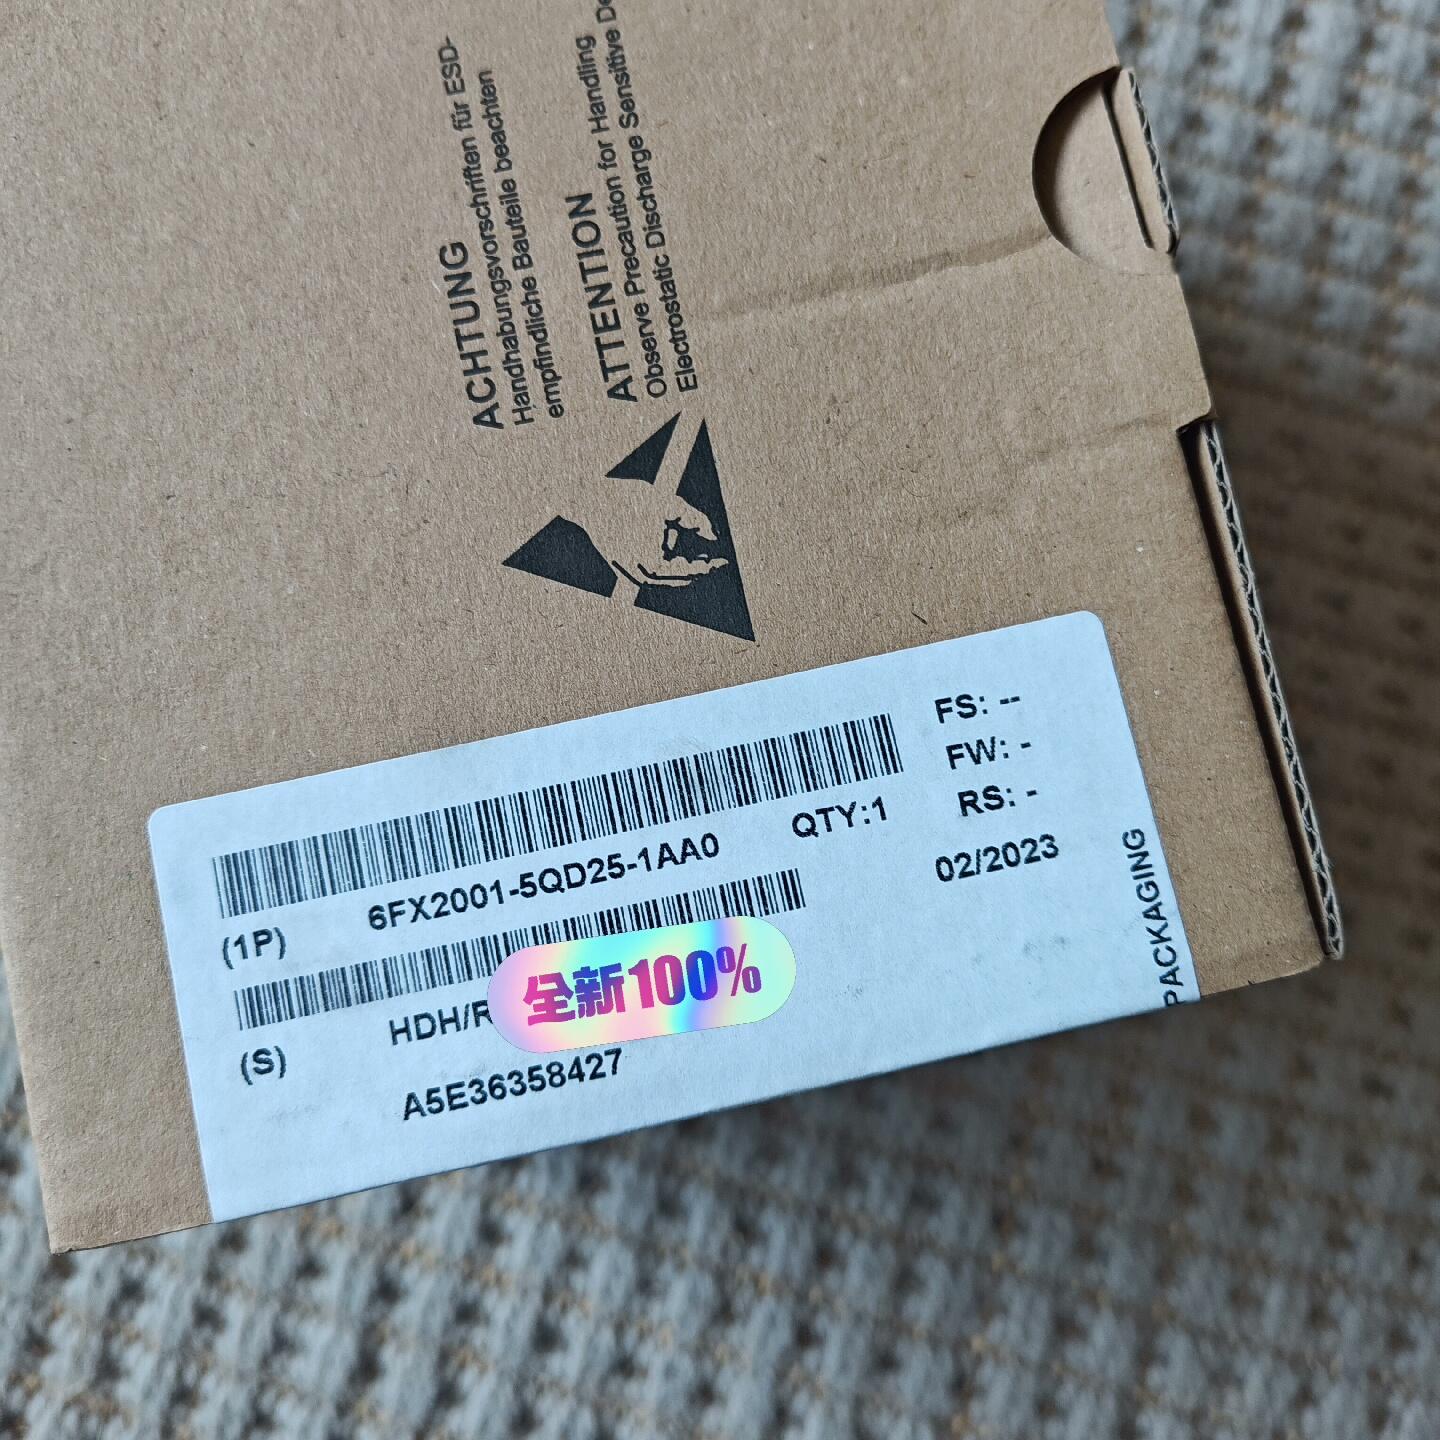 ACHTUNG
Handhabungsvorschriften für ESD-
empfindliche Bauteile beachten
ATTENTION
Observe Precaution for Handling
Electrostatic Discharge Sensitive
FS: --
FW: -
RS: -
(1P) 6FX2001-5QD25-1AA0 QTY:1
02/2023
(S) HDH/R
全新100%
A5E36358427
PACKAGING